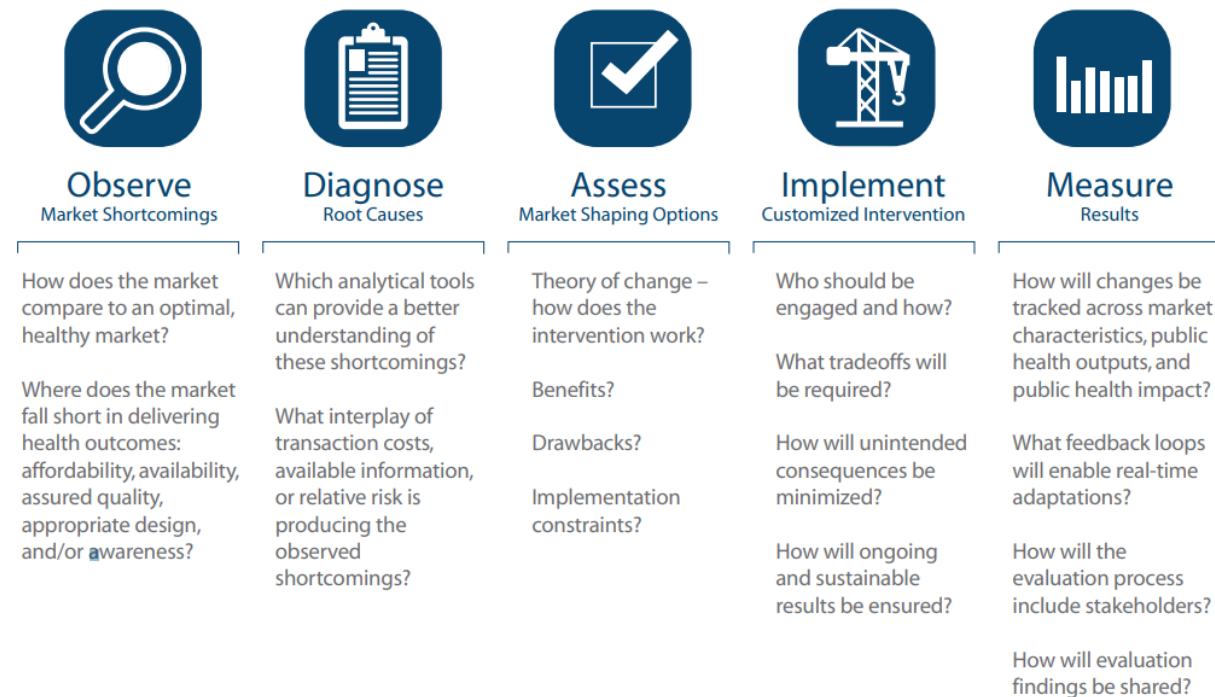 Observe
Market Shortcomings
How does the market
compare to an optimal,
healthy market?
Where does the market
fall short in delivering
health outcomes:
affordability, availability,
assured quality,
appropriate design,
and/or awareness?
Diagnose
Root Causes
Which analytical tools
can provide a better
understanding of
these shortcomings?
What interplay of
transaction costs,
available information,
or relative risk is
producing the
observed
shortcomings?
Assess
Market Shaping Options
Theory of change –
how does the
intervention work?
Benefits?
Drawbacks?
Implementation
constraints?
Implement
Customized Intervention
Who should be
engaged and how?
What tradeoffs will
be required?
How will unintended
consequences be
minimized?
How will ongoing
and sustainable
results be ensured?
Measure
Results
How will changes be
tracked across market
characteristics, public
health outputs, and
public health impact?
What feedback loops
will enable real-time
adaptations?
How will the
evaluation process
include stakeholders?
How will evaluation
findings be shared?